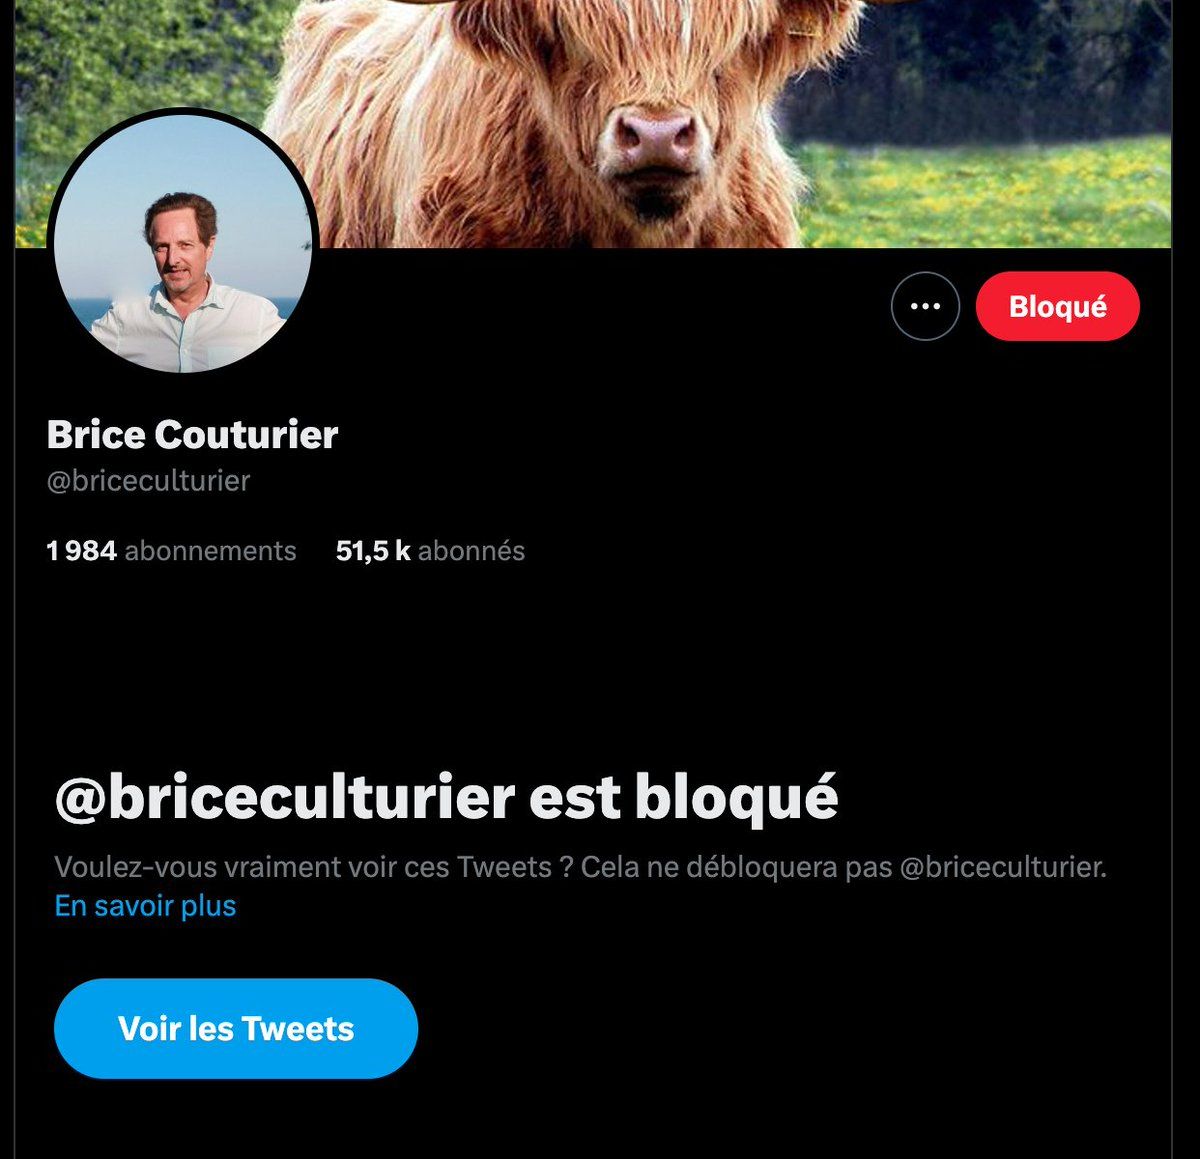 Bloqué
Brice Couturier
@briceculturier
1 984 abonnements 51,5 k abonnés
@briceculturier est bloqué
Voulez-vous vraiment voir ces Tweets ? Cela ne débloquera pas @briceculturier.
En savoir plus
Voir les Tweets